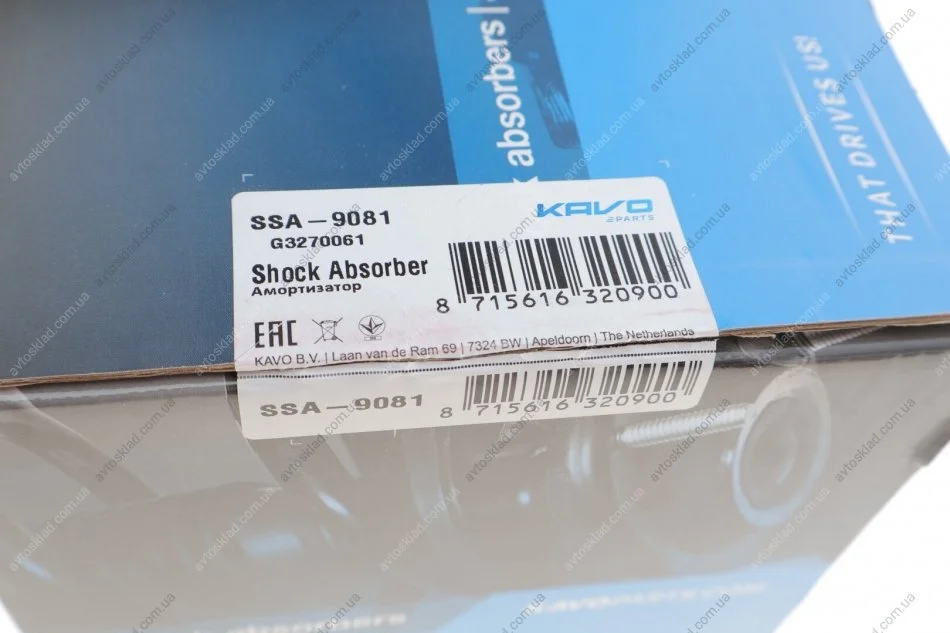 absorbers |
THAT DRIVES US!
SSA-9081
G3270061
KAVO
PARTS
Shock Absorber
Амортизатор
8 715616 320900
EAC
KAVO B.V. | Laan van de Ram 69 | 7324 BW | Apeldoorn | The Netherlands
SSA-9081
8 715616 320900
avtosklad.com.ua